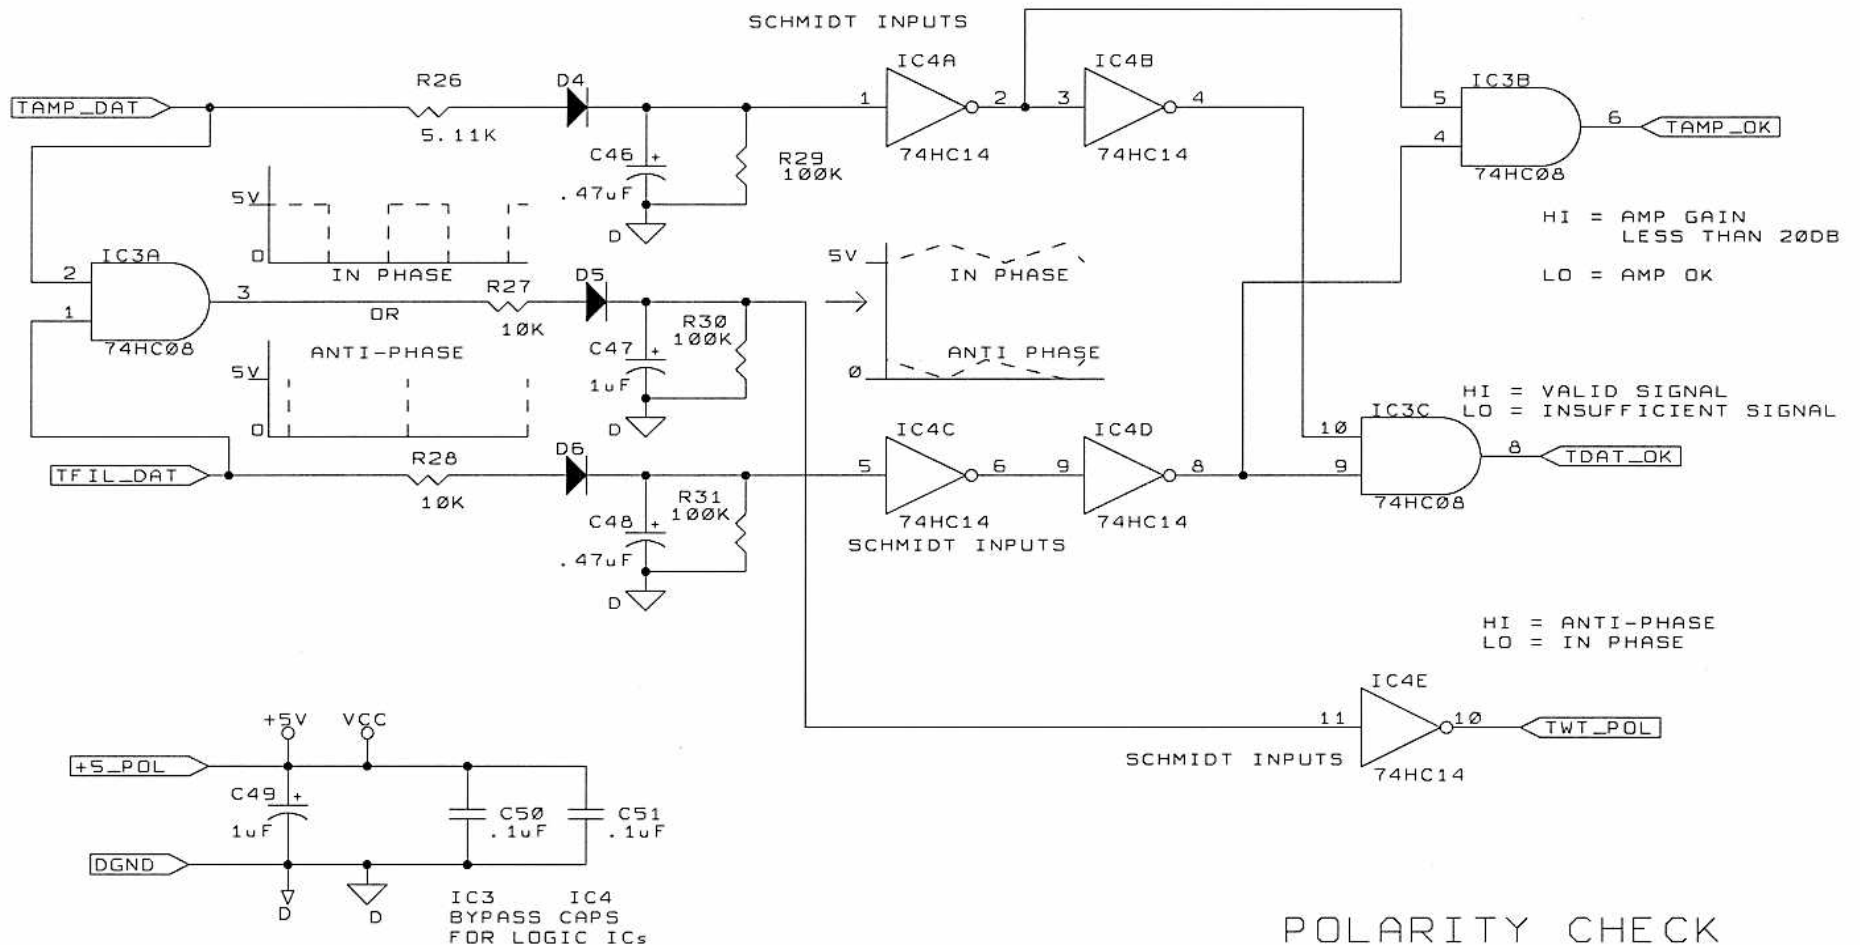 SCHMIDT INPUTS
TAMP_DAT
R26
5.11K
D4
C46
+
.47uF
R29
100K
D
1
IC4A
2
74HC14
3
IC4B
4
74HC14
5
4
IC3B
6
74HC08
TAMP_OK
HI = AMP GAIN
LESS THAN 20DB
LO = AMP OK
5V
0
IN PHASE
OR
ANTI-PHASE
5V
0
2
1
IC3A
3
74HC08
R27
10K
D5
C47
+
1uF
R30
100K
D
5V
IN PHASE
ANTI PHASE
0
TFIL_DAT
R28
10K
D6
C48
+
.47uF
R31
100K
D
5
IC4C
6
74HC14
SCHMIDT INPUTS
9
IC4D
8
74HC14
HI = VALID SIGNAL
LO = INSUFFICIENT SIGNAL
10
9
IC3C
8
74HC08
TDAT_OK
HI = ANTI-PHASE
LO = IN PHASE
11
IC4E
10
74HC14
SCHMIDT INPUTS
TWT_POL
+5V
VCC
+5_POL
C49
+
1uF
C50
.1uF
C51
.1uF
DGND
D
D
IC3 IC4
BYPASS CAPS
FOR LOGIC ICs
POLARITY CHECK